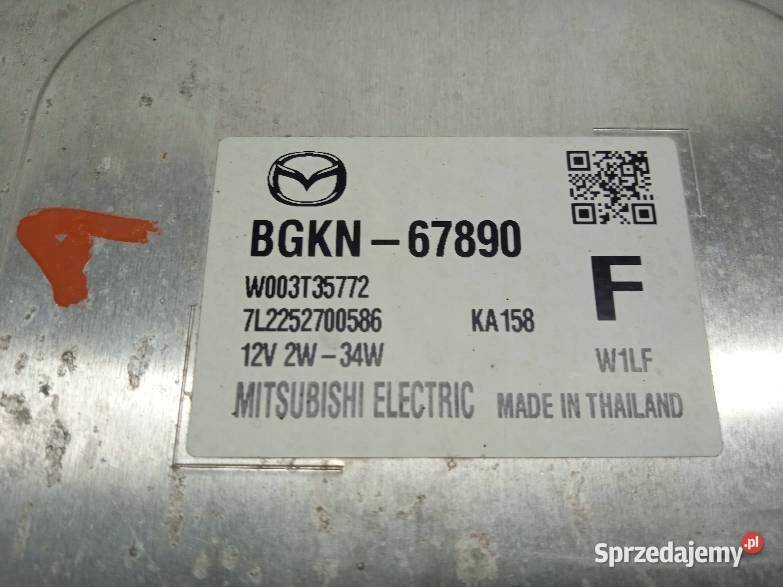 BGKN-67890
W003T35772
7L2252700586 KA158
F
12V 2W-34W
W1LF
MITSUBISHI ELECTRIC MADE IN THAILAND
Sprzedajemy.pl